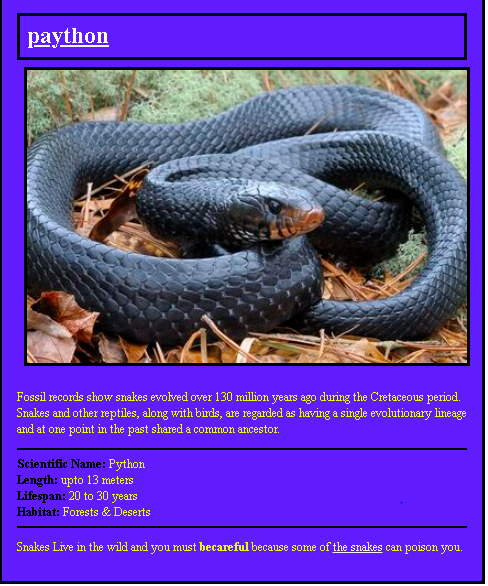 paython
Fossil records show snakes evolved over 130 million years ago during the Cretaceous period.
Snakes and other reptiles, along with birds, are regarded as having a single evolutionary lineage
and at one point in the past shared a common ancestor.
Scientific Name: Python
Length: upto 13 meters
Lifespan: 20 to 30 years
Habitat: Forests & Deserts
Snakes Live in the wild and you must becareful because some of the snakes can poison you.